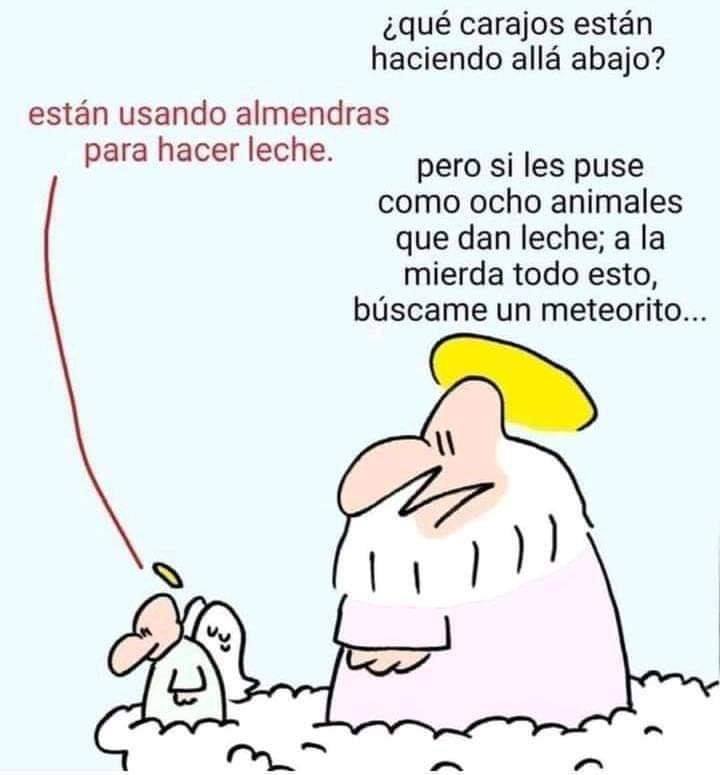 ¿qué carajos están
haciendo allá abajo?
están usando almendras
para hacer leche.
pero si les puse
como ocho animales
que dan leche; a la
mierda todo esto,
búscame un meteorito...